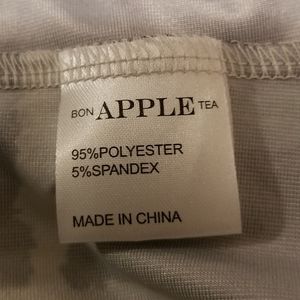 BON APPLE TEA
95%POLYESTER
5%SPANDEX
MADE IN CHINA